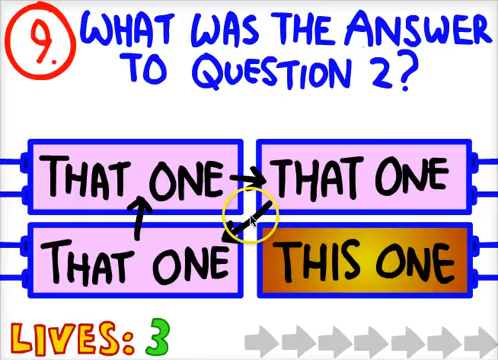 9. WHAT WAS THE ANSWER
TO QUESTION 2?
THAT ONE THAT ONE
THAT ONE THIS ONE
LIVES: 3